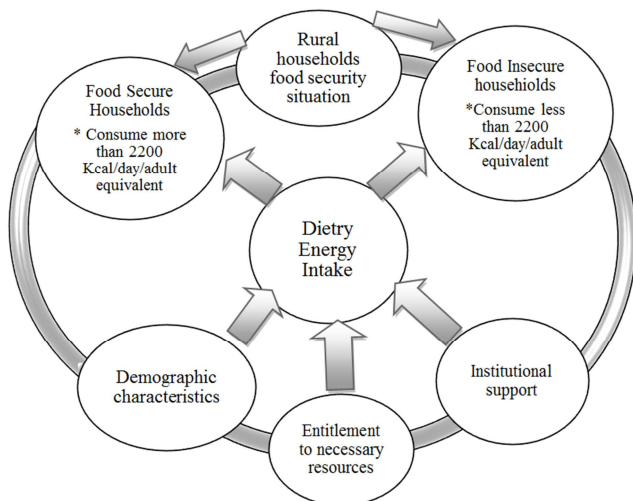 Rural
households
food security
situation
Food Secure
Households
* Consume more
than 2200
Kcal/day/adult
equivalent
Food Insecure
househiolds
*Consume less
than 2200
Kcal/day/adult
equivalent
Dietry
Energy
Intake
Demographic
characteristics
Entitlement
to necessary
resources
Institutional
support